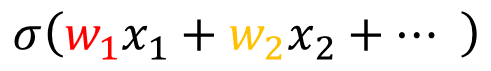 σ(w₁x₁ + w₂x₂ + ⋯ )